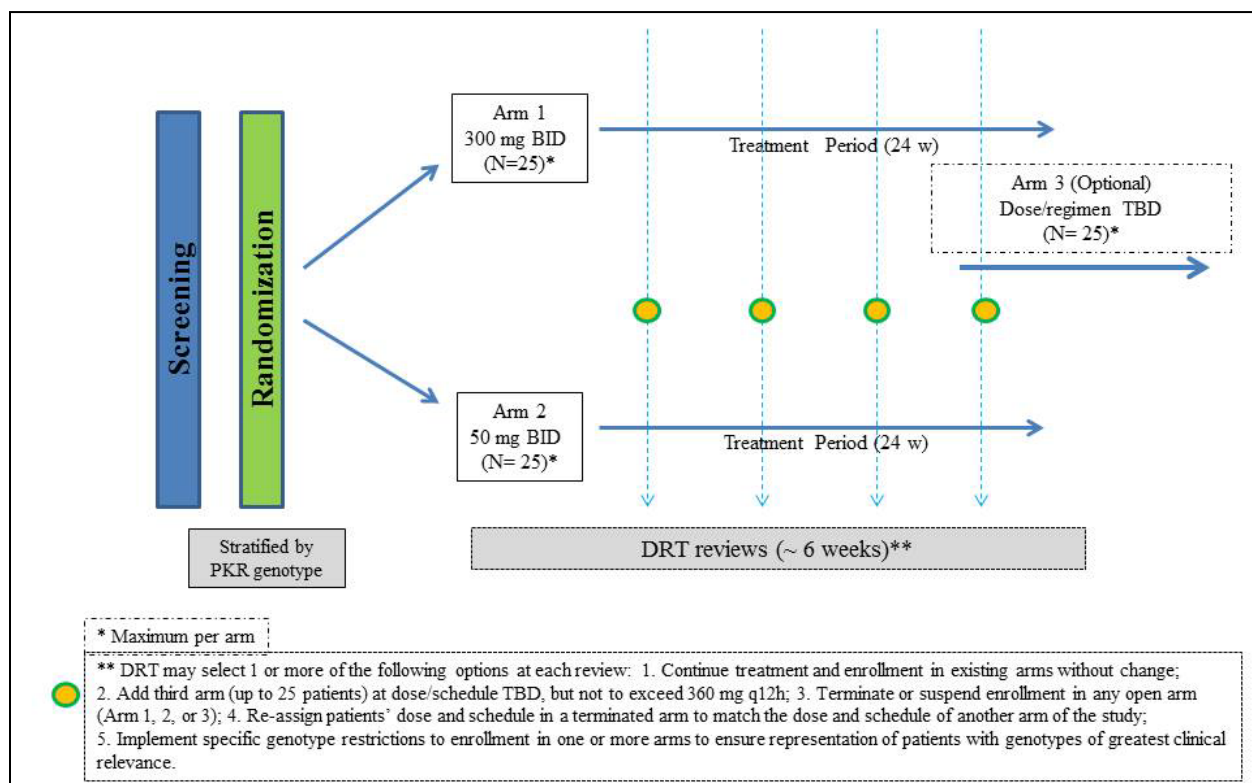 Screening
Randomization
Stratified by
PKR genotype
Arm 1
300 mg BID
(N=25)*
Treatment Period (24 w)
Arm 3 (Optional)
Dose/regimen TBD
(N= 25)*
Arm 2
50 mg BID
(N= 25)*
Treatment Period (24 w)
DRT reviews (~ 6 weeks)**
* Maximum per arm
** DRT may select 1 or more of the following options at each review: 1. Continue treatment and enrollment in existing arms without change;
2. Add third arm (up to 25 patients) at dose/schedule TBD, but not to exceed 360 mg q12h; 3. Terminate or suspend enrollment in any open arm
(Arm 1, 2, or 3); 4. Re-assign patients’ dose and schedule in a terminated arm to match the dose and schedule of another arm of the study;
5. Implement specific genotype restrictions to enrollment in one or more arms to ensure representation of patients with genotypes of greatest clinical
relevance.